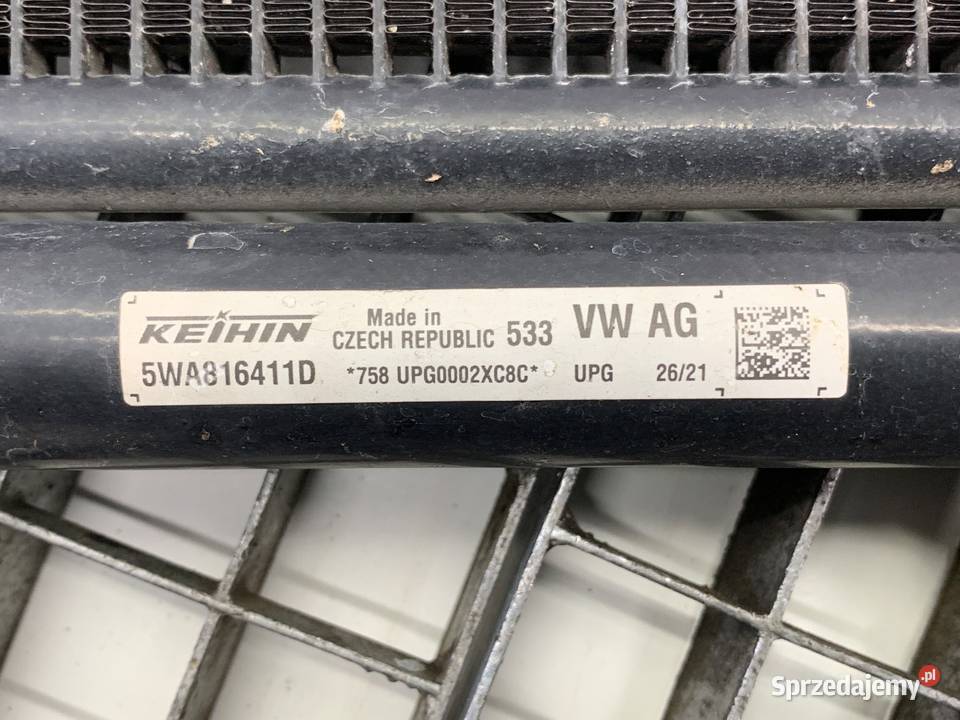 KEIHIN Made in CZECH REPUBLIC 533 VW AG
5WA816411D *758 UPG0002XC8C* UPG 26/21
Sprzedajemy.pl